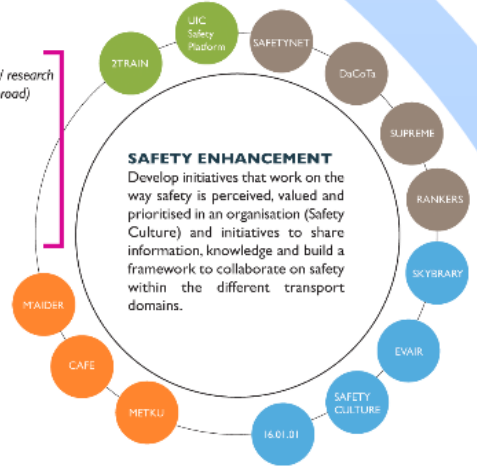 UIC
Safety
Platform
SAFETYNET
2TRAIN
DaCoTa
research
road)
SUPREME
SAFETY ENHANCEMENT
Develop initiatives that work on the
way safety is perceived, valued and
prioritised in an organisation (Safety
Culture) and initiatives to share
information, knowledge and build a
framework to collaborate on safety
within the different transport
domains.
RANKERS
SKYBRARY
M'AIDER
EVAIR
CAFE
SAFETY
CULTURE
METKU
16.01.01